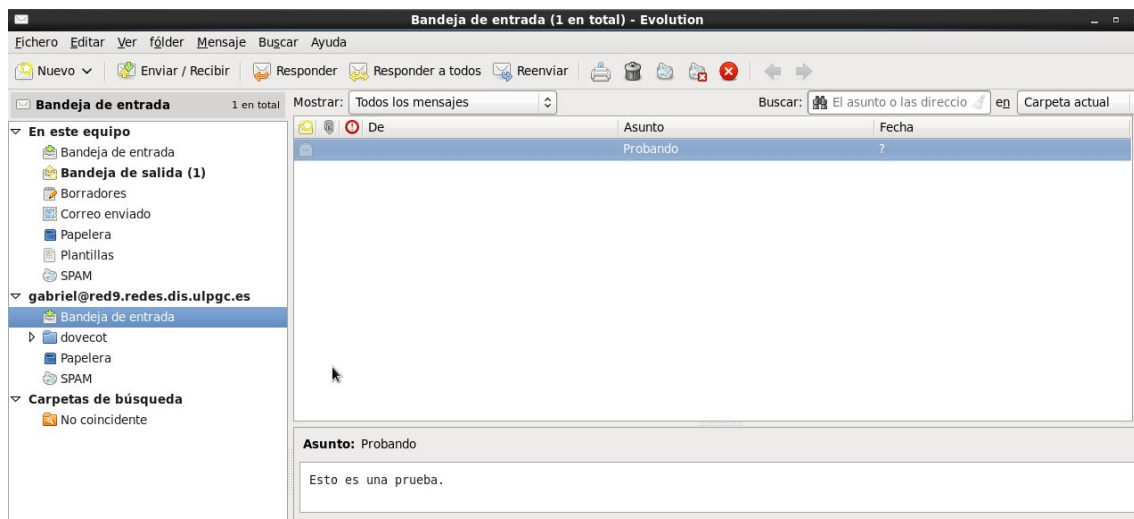 Bandeja de entrada (1 en total) - Evolution
Fichero Editar Ver fólder Mensaje Buscar Ayuda
Nuevo Enviar / Recibir Responder Responder a todos Reenviar
Bandeja de entrada 1 en total
Mostrar: Todos los mensajes Buscar: El asunto o las direccio en Carpeta actual
En este equipo
Bandeja de entrada
Bandeja de salida (1)
Borradores
Correo enviado
Papelera
Plantillas
SPAM
gabriel@red9.redes.dis.ulpgc.es
Bandeja de entrada
dovecot
Papelera
SPAM
Carpetas de búsqueda
No coincidente
De Asunto Fecha
Probando ?
Asunto: Probando
Esto es una prueba.